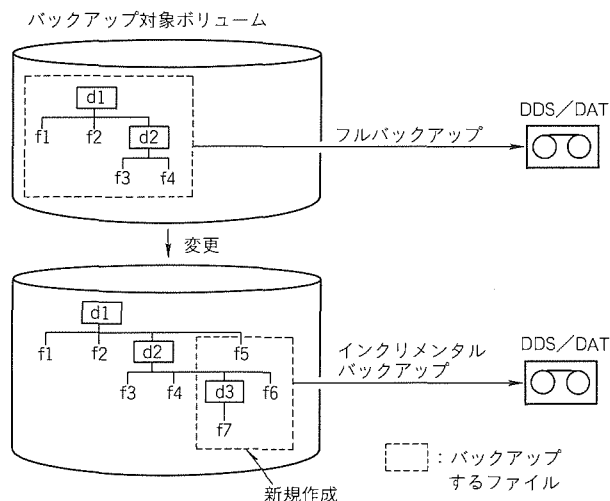 バックアップ対象ボリューム
d1
f1 f2 d2
f3 f4
フルバックアップ
DDS/DAT
変更
d1
f1 f2 d2 f5
f3 f4 d3 f6
f7
インクリメンタル
バックアップ
DDS/DAT
新規作成
:バックアップ
するファイル